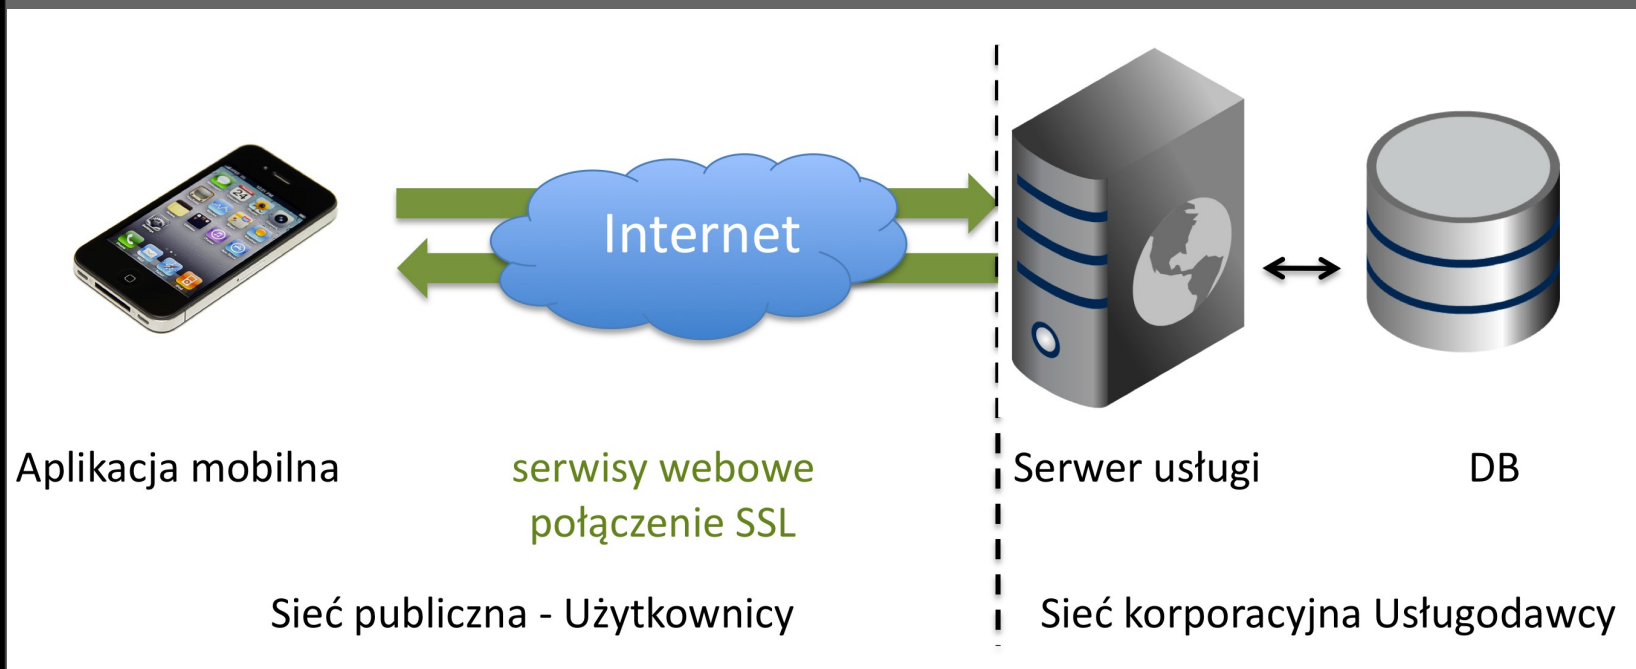 Internet
Aplikacja mobilna
serwisy webowe
połączenie SSL
Serwer usługi
DB
Sieć publiczna - Użytkownicy
Sieć korporacyjna Usługodawcy